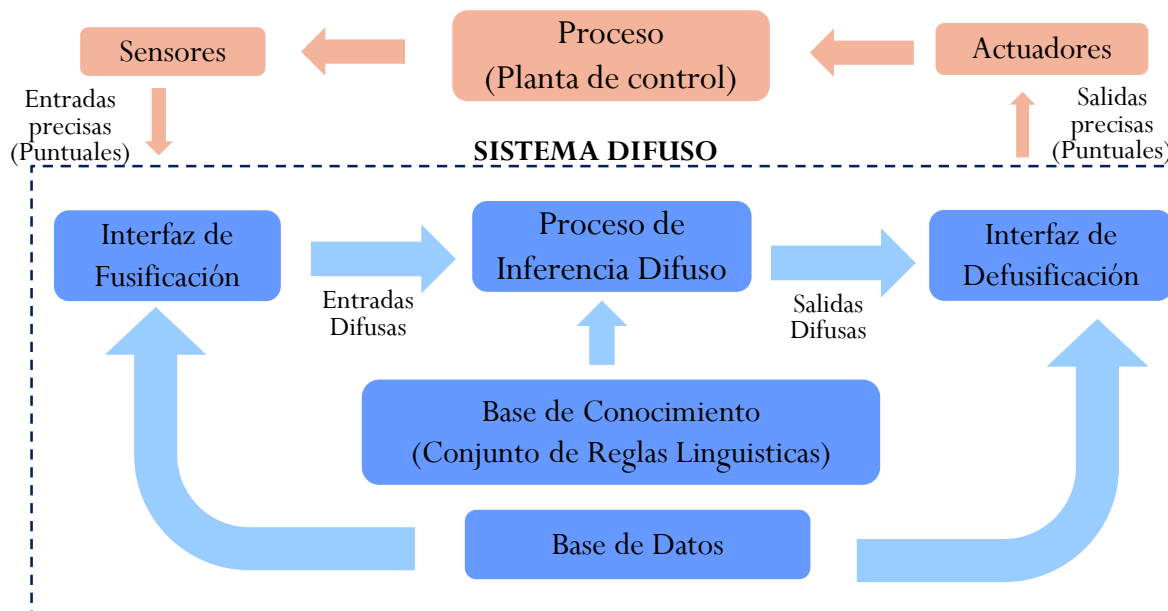 Sensores
Proceso
(Planta de control)
Actuadores
Entradas
precisas
(Puntuales)
Salidas
precisas
(Puntuales)
SISTEMA DIFUSO
Interfaz de
Fusificación
Proceso de
Inferencia Difuso
Interfaz de
Defusificación
Entradas
Difusas
Salidas
Difusas
Base de Conocimiento
(Conjunto de Reglas Linguisticas)
Base de Datos